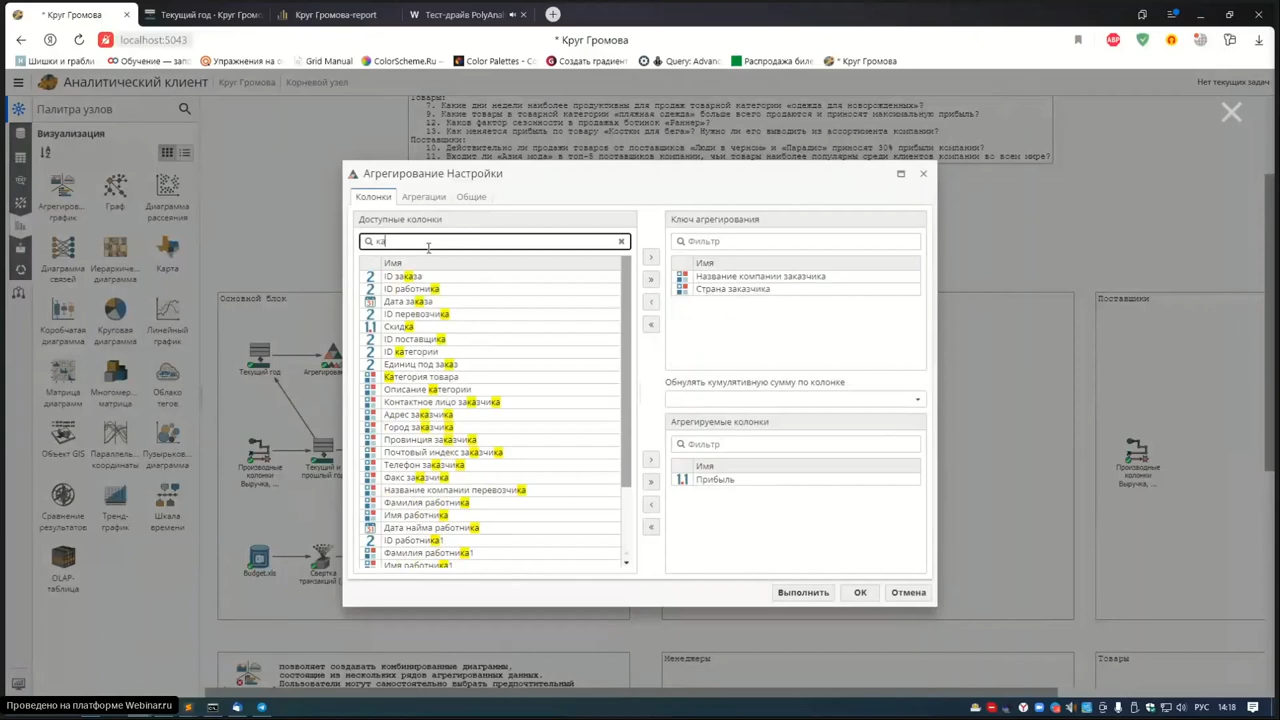 * Круг Громова
Текущий год · Круг Громо
Круг Громова-report
Тест-драйв PolyAnal
localhost:5043
* Круг Громова
Шишки и грабли
Обучение — зап
Упражнения на
Grid Manual
ColorScheme.Ru –
Color Palettes - Co
Создать градиент
Query: Advanc
Распродажа биле
* Круг Громова
Аналитический клиент
Круг Громова
Корневой узел
Нет текущих задач
Палитра узлов
Визуализация
Агрегиров...
график
Граф
Диаграмма
рассеяния
Диаграмма
связей
Иерархиче...
диаграмма
Карта
Коробчатая
диаграмма
Круговая
диаграмма
Линейный
график
Матрица
диаграмм
Многомер...
матрица
Облако
тегов
Объект GIS
Параллель...
координаты
Пузырьков...
диаграмма
Сравнение
результатов
Тренд-
график
Шкала
времени
OLAP-
таблица
Товары:
7. Какие дни недели наиболее продуктивны для продаж товарной категории «одежда для новорожденных»?
9. Какие товары в товарной категории «пляжная одежда» больше всего продаются и приносят максимальную прибыль?
12. Каков фактор сезонности в продажах ботинок «Раннер»?
13. Как меняется прибыль по товару «Костюм для бега»? Нужно ли его выводить из ассортимента компании?
Поставщики:
10. Действительно ли продажи товаров от поставщиков «Люди в черном» и «Парадис» приносят 30% прибыли компании?
11. Входит ли «Азия мода» в топ-5 поставщиков компании, чьи товары наиболее популярны среди клиентов компании во всем мире?
Основной блок
Текущий год
Агрегиро
Производные
колонки
Выручка, ..
Текущий и
прошлый го
Budget.xls
Свертка
транзакций (
Поставщики
Производные
колонки
Выручка, ..
позволяет создавать комбинированные диаграммы,
состоящие из нескольких рядов агрегированных данных.
Пользователи могут самостоятельно выбрать предпочтительный
Менеджеры
Товары
Агрегирование Настройки
Колонки
Агрегации
Общие
Доступные колонки
ка
Имя
ID заказа
ID работника
Дата заказа
ID перевозчика
Скидка
ID поставщика
ID категории
Единиц под заказ
Категория товара
Описание категории
Контактное лицо заказчика
Адрес заказчика
Город заказчика
Провинция заказчика
Почтовый индекс заказчика
Телефон заказчика
Факс заказчика
Название компании перевозчика
Фамилия работника
Имя работника
Дата найма работника
ID работника1
Фамилия работника1
Имя работника1
Ключ агрегирования
Фильтр
Имя
Название компании заказчика
Страна заказчика
Обнулять кумулятивную сумму по колонке
Агрегируемые колонки
Фильтр
Имя
Прибыль
Выполнить
ОК
Отмена
Проведено на платформе Webinar.ru
РУС
14:18